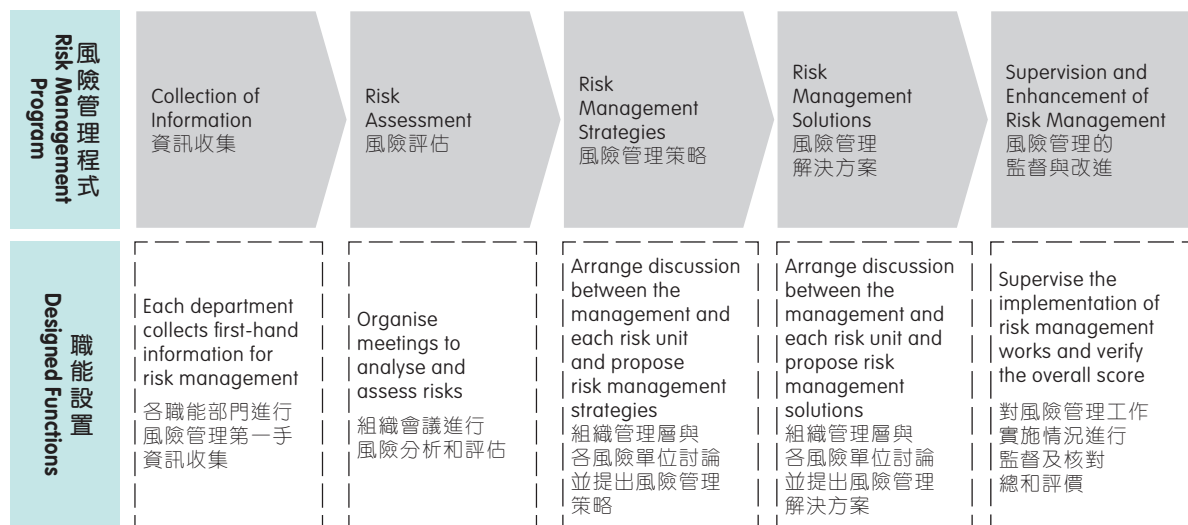 風險管理程式
Risk Management
Program
Collection of
Information
資訊收集
Risk
Assessment
風險評估
Risk
Management
Strategies
風險管理策略
Risk
Management
Solutions
風險管理
解決方案
Supervision and
Enhancement of
Risk Management
風險管理的
監督與改進
職能設置
Designed Functions
Each department
collects first-hand
information for
risk management
各職能部門進行
風險管理第一手
資訊收集
Organise
meetings to
analyse and
assess risks
組織會議進行
風險分析和評估
Arrange discussion
between the
management and
each risk unit
and propose
risk management
strategies
組織管理層與
各風險單位討論
並提出風險管理
策略
Arrange discussion
between the
management and
each risk unit and
propose risk
management
solutions
組織管理層與
各風險單位討論
並提出風險管理
解決方案
Supervise the
implementation of
risk management
works and verify
the overall score
對風險管理工作
實施情況進行
監督及核對
總和評價